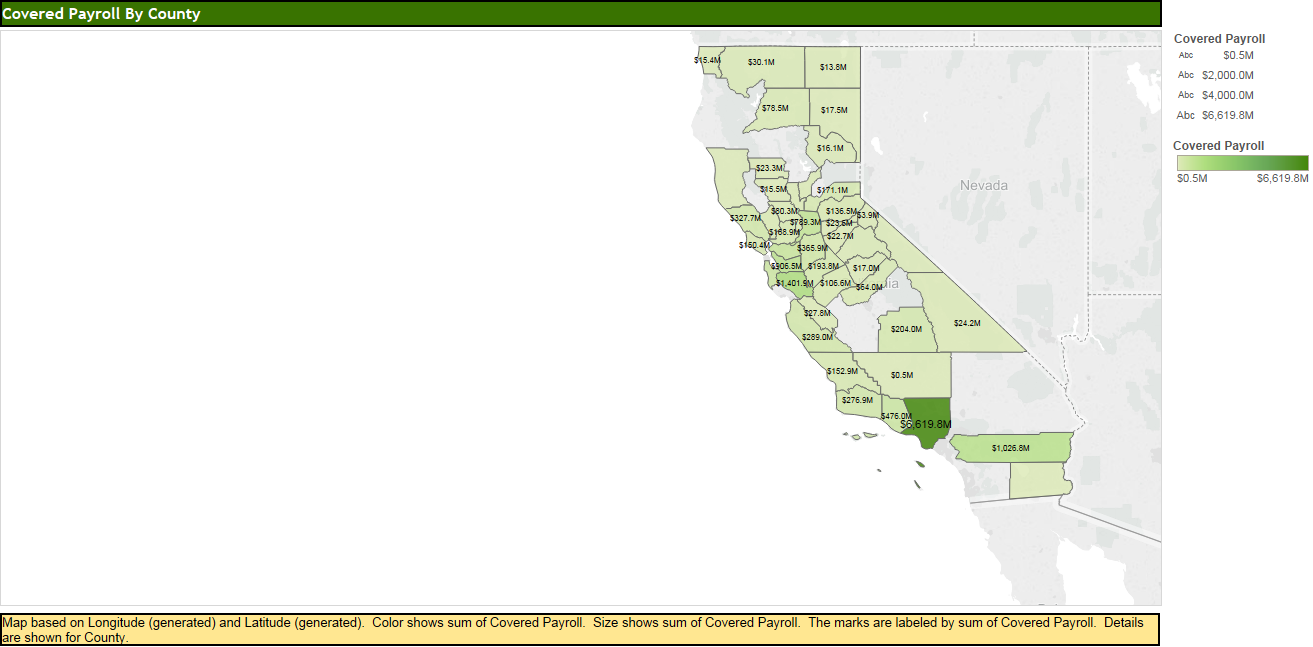 Covered Payroll By County
$15.4M
$30.1M
$13.8M
$78.5M
$17.5M
$16.1M
$23.3M
$15.5M
$171.1M
$80.3M
$136.5M
$3.9M
$327.7M
$789.3M
$23.6M
$168.9M
$22.7M
$150.4M
$365.9M
$906.5M
$193.8M
$17.0M
$1,401.9M
$106.6M
$64.0M
$27.8M
$289.0M
$204.0M
$24.2M
$152.9M
$0.5M
$276.9M
$476.0M
$6,619.8M
$1,026.8M
Nevada
Covered Payroll
Abc $0.5M
Abc $2,000.0M
Abc $4,000.0M
Abc $6,619.8M
Covered Payroll
$0.5M $6,619.8M
Map based on Longitude (generated) and Latitude (generated).  Color shows sum of Covered Payroll.  Size shows sum of Covered Payroll.  The marks are labeled by sum of Covered Payroll.  Details
are shown for County.